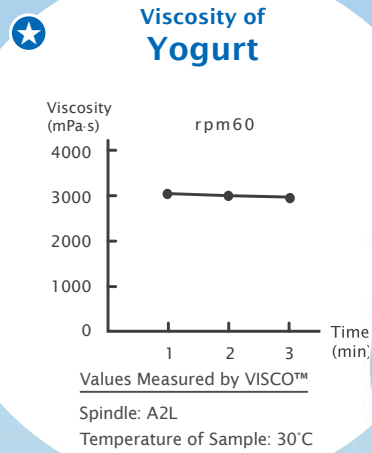 Viscosity of
Yogurt
Viscosity
(mPa·s)
rpm60
4000
3000
2000
1000
0
1 2 3
Time
(min)
Values Measured by VISCO™
Spindle: A2L
Temperature of Sample: 30°C